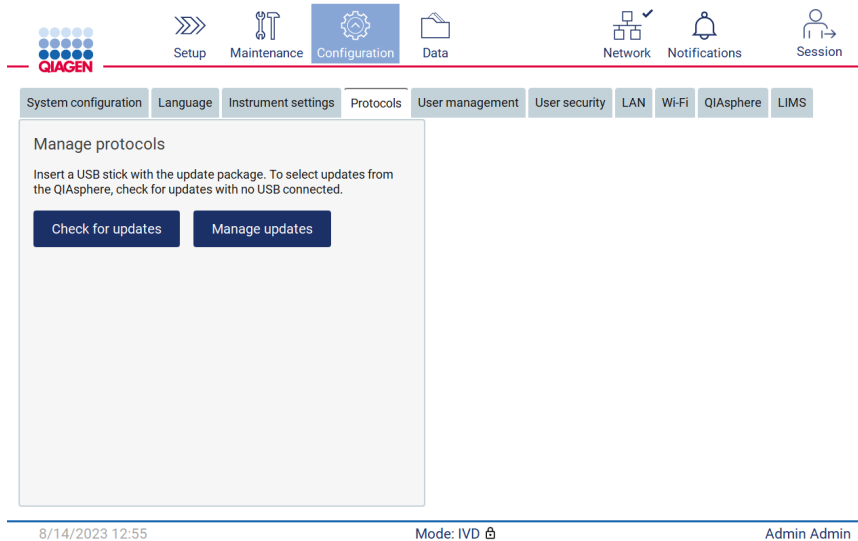 QIAGEN
Setup
Maintenance
Configuration
Data
Network
Notifications
Session
System configuration
Language
Instrument settings
Protocols
User management
User security
LAN
Wi-Fi
QIAsphere
LIMS
Manage protocols
Insert a USB stick with the update package. To select updates from
the QIAsphere, check for updates with no USB connected.
Check for updates
Manage updates
8/14/2023 12:55
Mode: IVD
Admin Admin